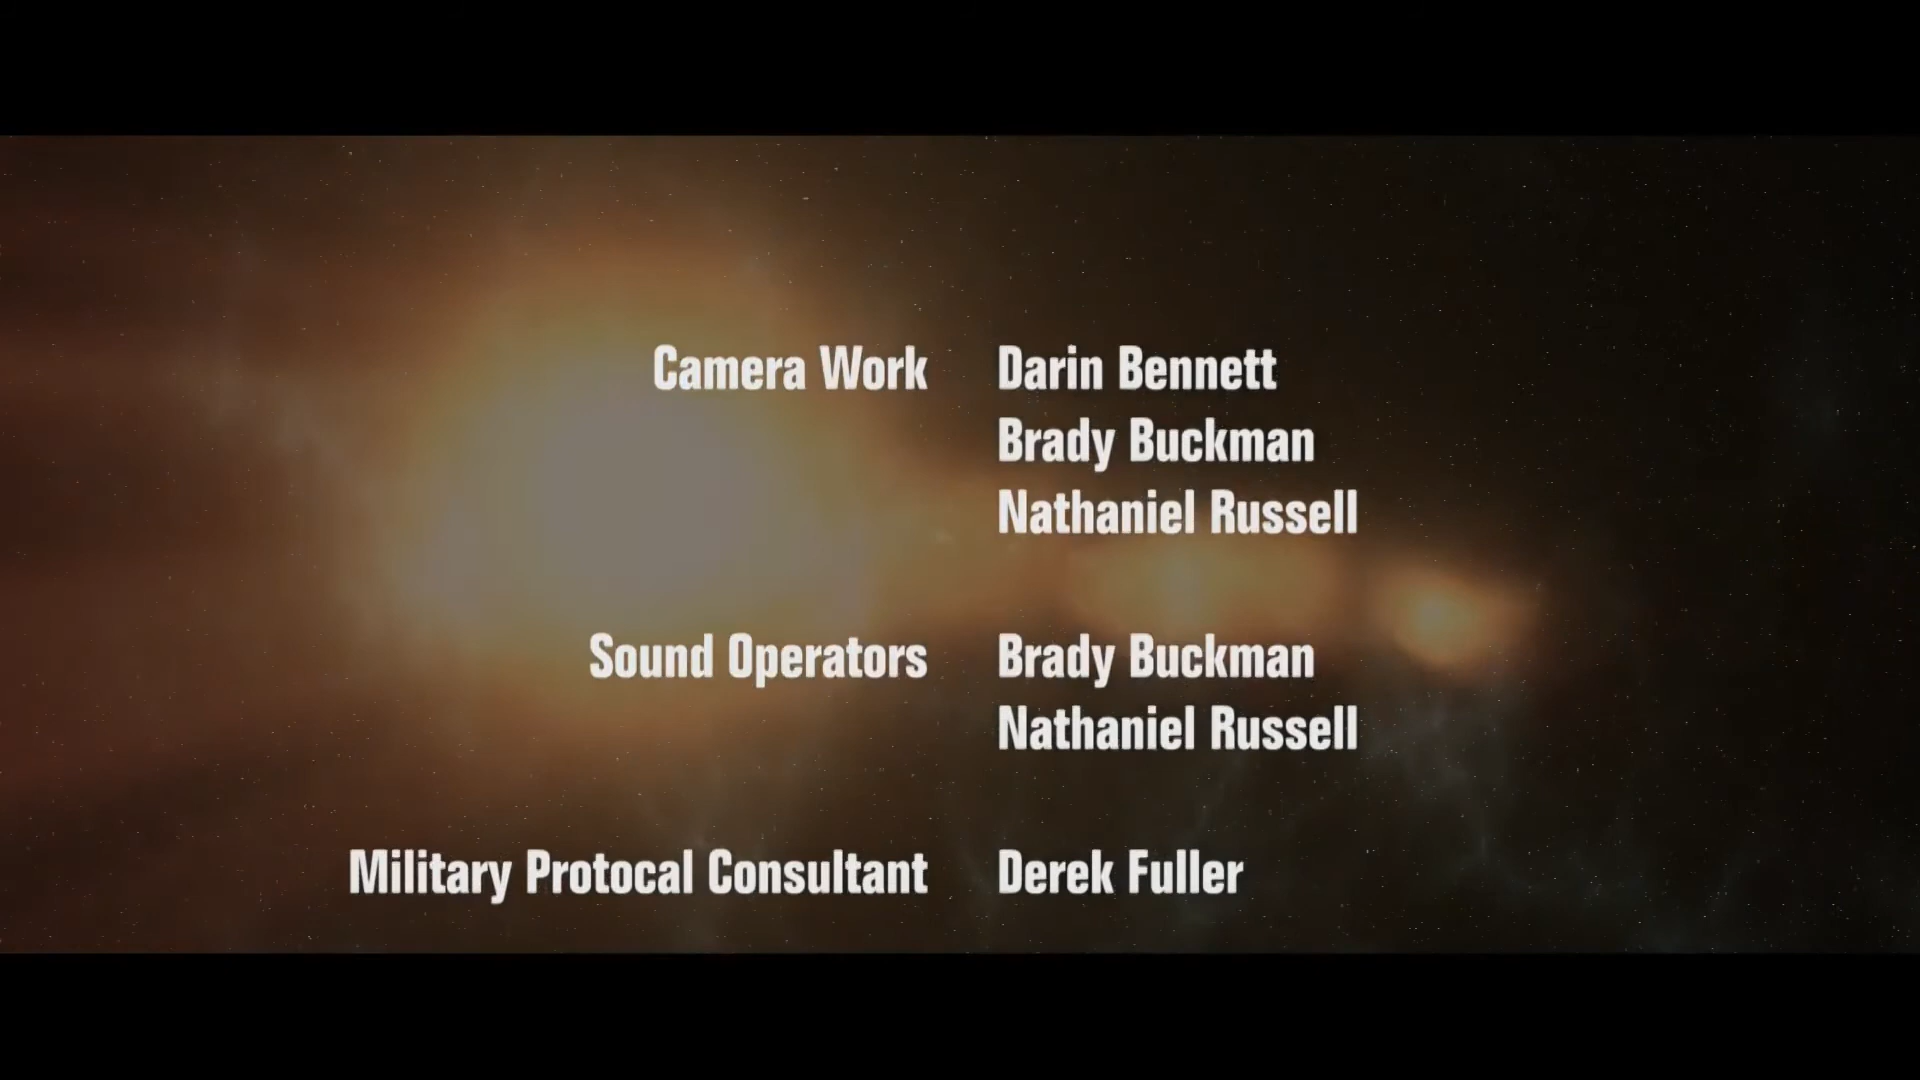 Camera Work Darin Bennett
Brady Buckman
Nathaniel Russell
Sound Operators Brady Buckman
Nathaniel Russell
Military Protocal Consultant Derek Fuller